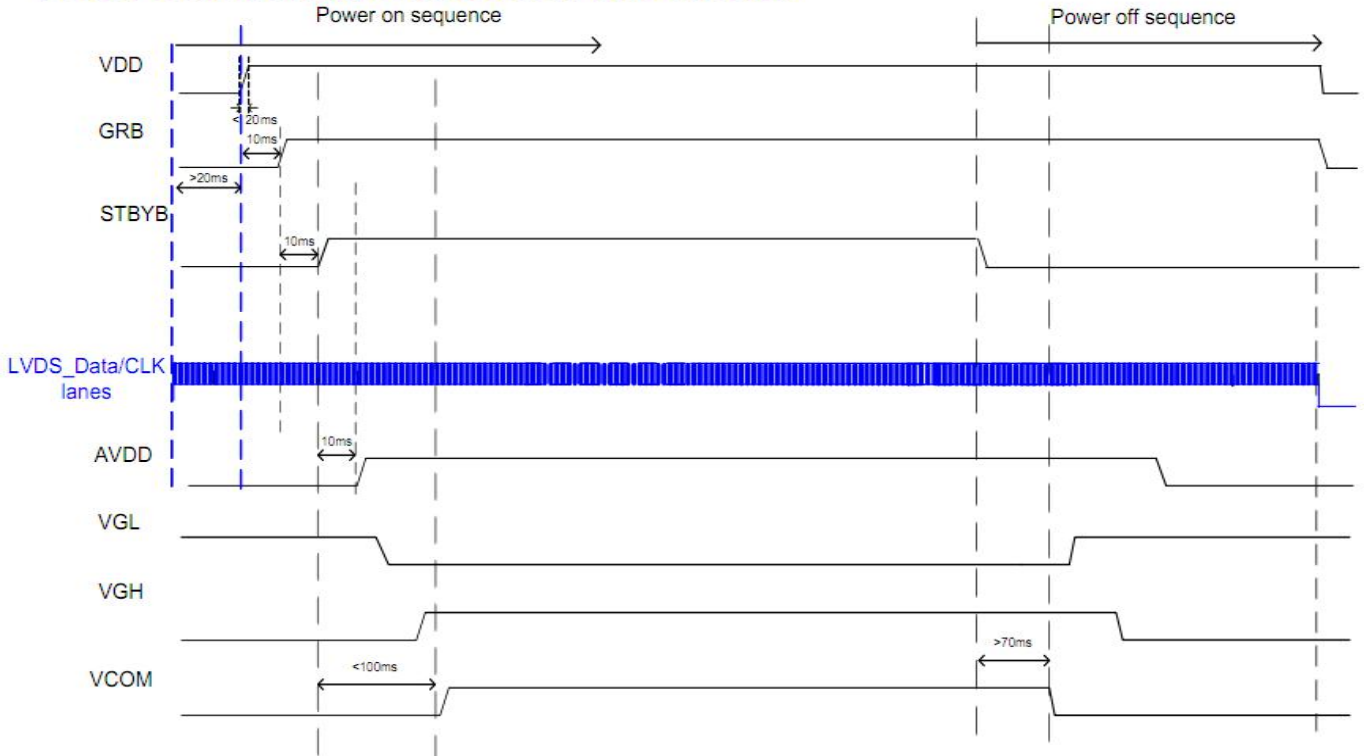 Power on sequence
Power off sequence
VDD
< 20ms
GRB
10ms
>20ms
STBYB
10ms
LVDS_Data/CLK
lanes
10ms
AVDD
VGL
VGH
>70ms
<100ms
VCOM